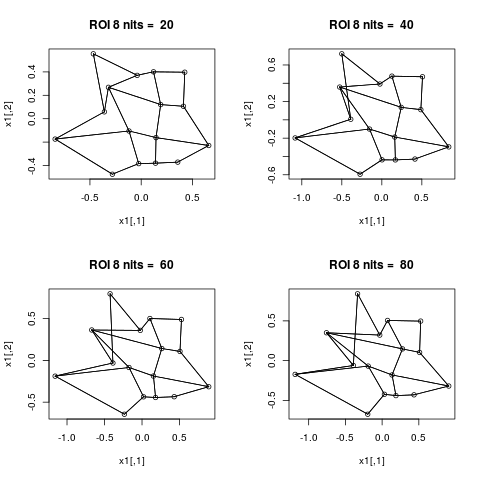 ROI 8 nits = 20
x1[,2]
0.4
0.2
0.0
-0.4
-0.5 0.0 0.5
x1[,1]
ROI 8 nits = 40
x1[,2]
0.6
0.2
-0.2
-0.6
-1.0 -0.5 0.0 0.5
x1[,1]
ROI 8 nits = 60
x1[,2]
0.5
0.0
-0.5
-1.0 -0.5 0.0 0.5
x1[,1]
ROI 8 nits = 80
x1[,2]
0.5
0.0
-0.5
-1.0 -0.5 0.0 0.5
x1[,1]